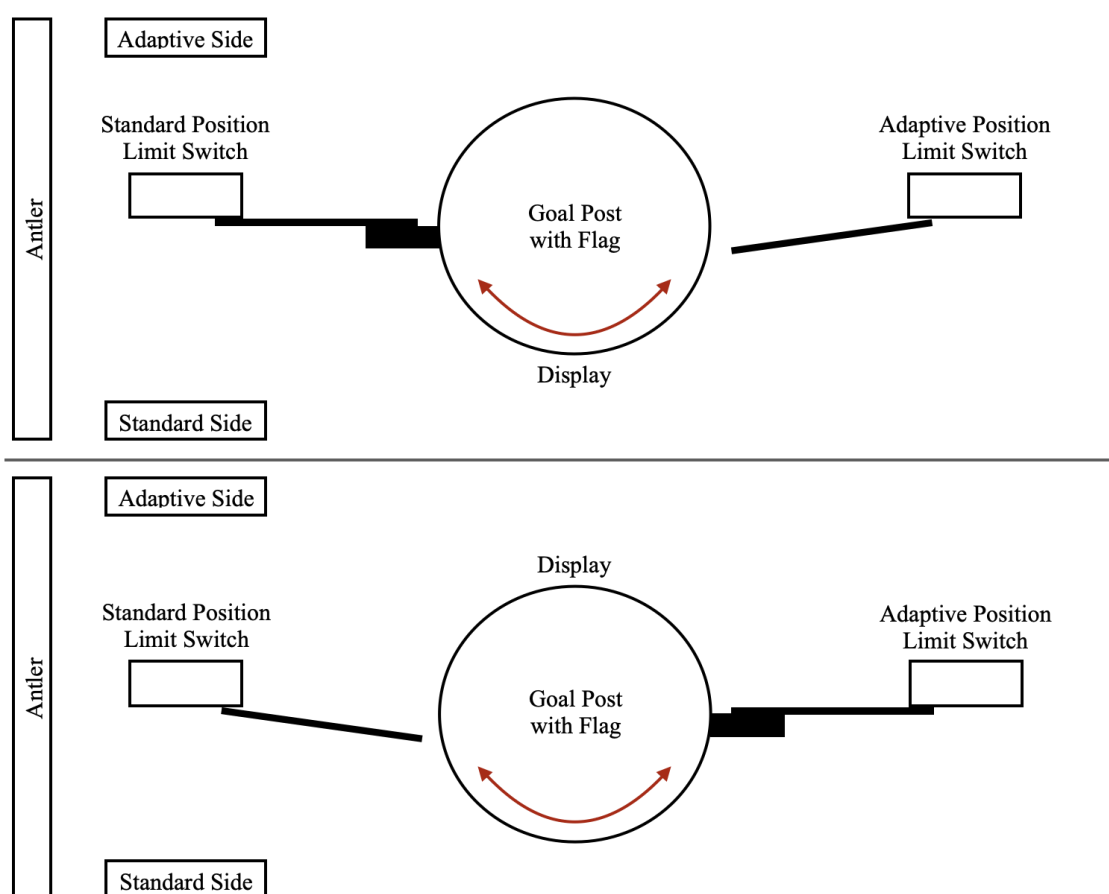 Adaptive Side
Standard Position
Limit Switch
Adaptive Position
Limit Switch
Antler
Goal Post
with Flag
Display
Standard Side
Adaptive Side
Display
Standard Position
Limit Switch
Adaptive Position
Limit Switch
Antler
Goal Post
with Flag
Standard Side